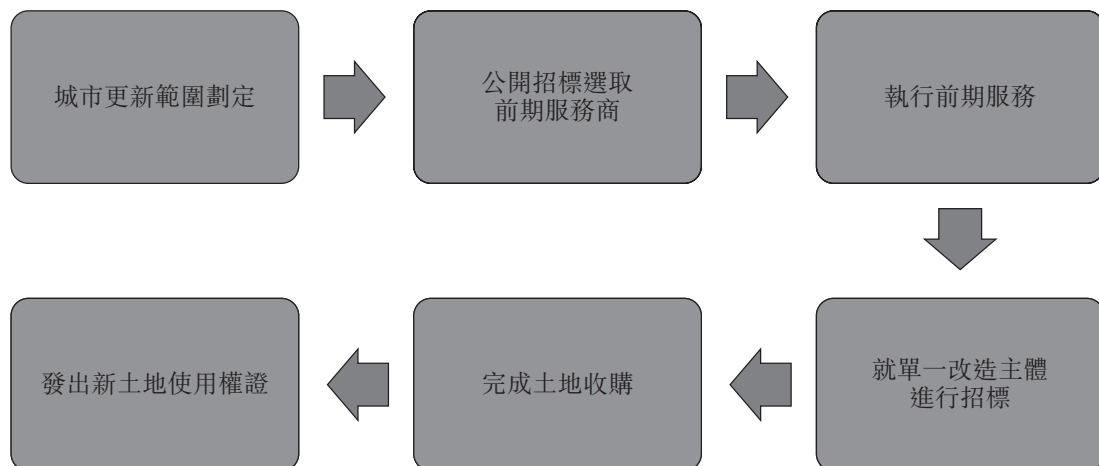 城市更新範圍劃定
公開招標選取
前期服務商
執行前期服務
就單一改造主體
進行招標
完成土地收購
發出新土地使用權證